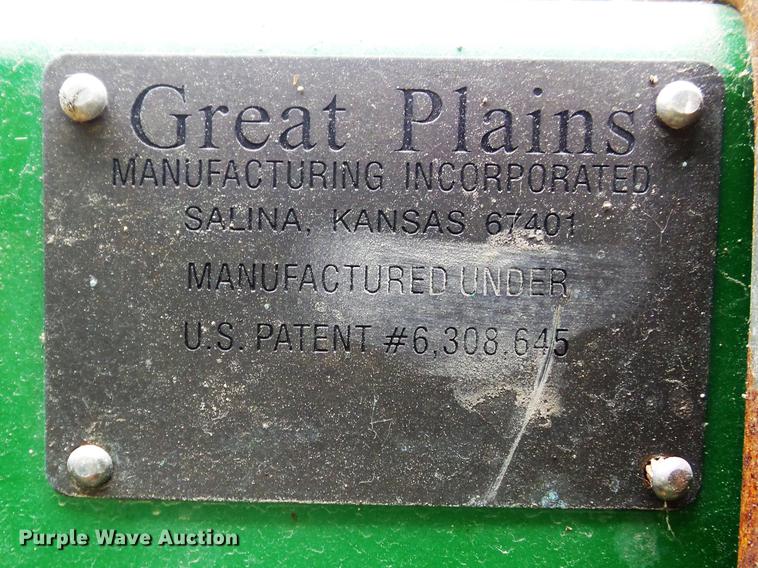 Great Plains
MANUFACTURING INCORPORATED
SALINA, KANSAS 67401
MANUFACTURED UNDER
U.S. PATENT #6,308.645
Purple Wave Auction